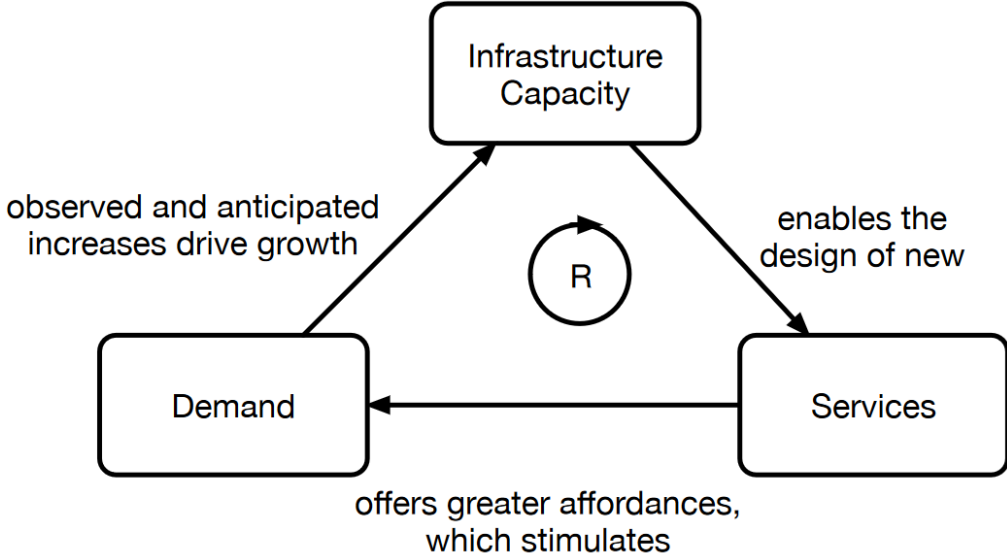 Infrastructure
Capacity
observed and anticipated
increases drive growth
enables the
design of new
R
Demand
Services
offers greater affordances,
which stimulates